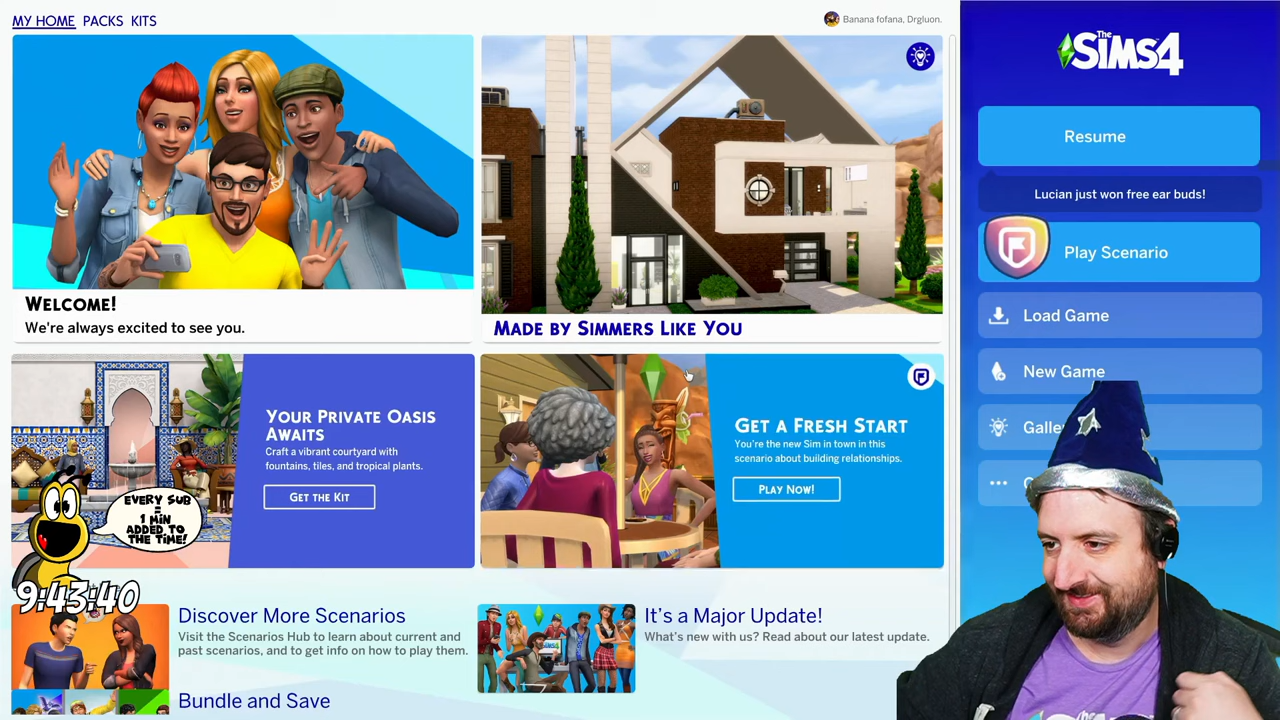 MY HOME PACKS KITS
Banana fofana, Drgluon.
WELCOME!
We're always excited to see you.
MADE BY SIMMERS LIKE YOU
YOUR PRIVATE OASIS
AWAITS
Craft a vibrant courtyard with
fountains, tiles, and tropical plants.
GET THE KIT
GET A FRESH START
You're the new Sim in town in this
scenario about building relationships.
PLAY NOW!
EVERY SUB
=
1 MIN
ADDED TO
THE TIME!
9:43:40
Discover More Scenarios
Visit the Scenarios Hub to learn about current and
past scenarios, and to get info on how to play them.
It's a Major Update!
What's new with us? Read about our latest update.
Bundle and Save
The SIMS 4
Resume
Lucian just won free ear buds!
Play Scenario
Load Game
New Game